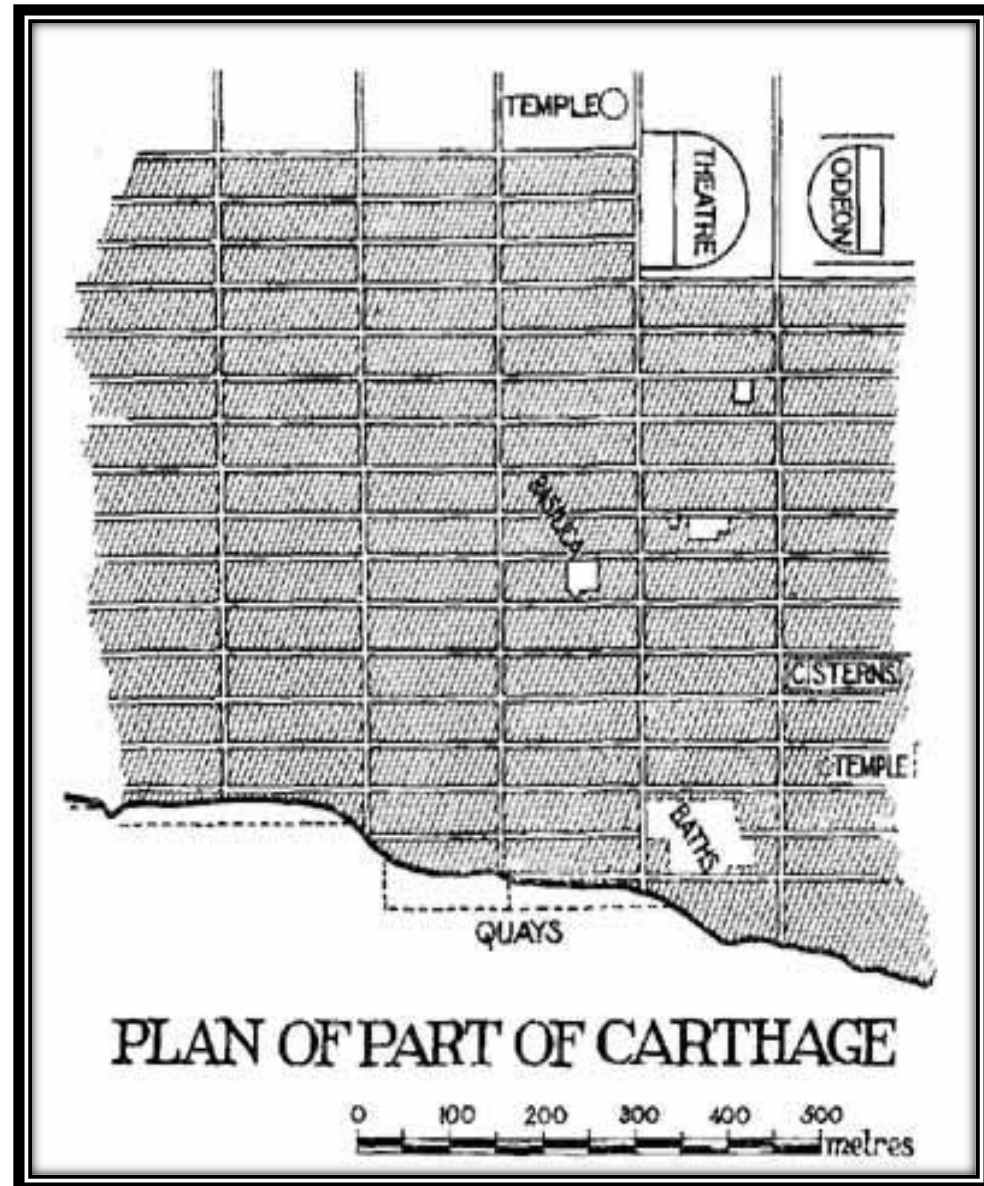 TEMPLE
THEATRE
ODEON
BASILICA
CISTERNS
TEMPLE
BATHS
QUAYS
PLAN OF PART OF CARTHAGE
0 100 200 300 400 500
metres